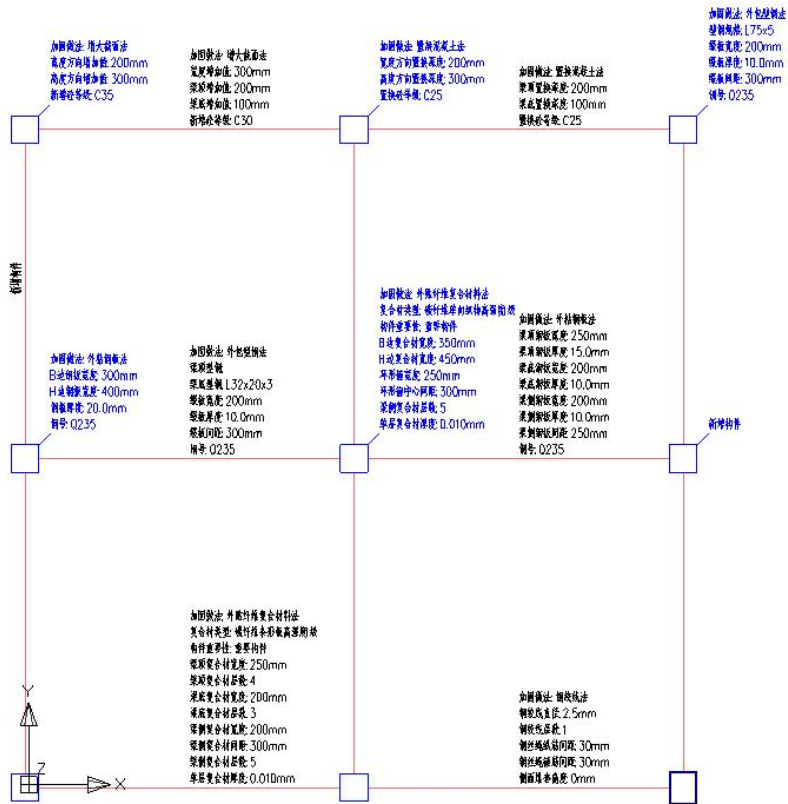 加固做法: 增大截面法
宽度方向增加值: 200mm
高度方向增加值: 300mm
新增砼等级: C35
加固做法: 增大截面法
宽度增加值: 300mm
梁顶增加值: 200mm
梁底增加值: 100mm
新增砼等级: C30
加固做法: 置换混凝土法
宽度方向置换深度: 200mm
高度方向置换深度: 300mm
置换砼等级: C25
加固做法: 置换混凝土法
梁顶置换深度: 200mm
梁底置换深度: 100mm
置换砼等级: C25
加固做法: 外包型钢法
型钢规格: L75x5
缀板宽度: 200mm
缀板厚度: 10.0mm
缀板间距: 300mm
钢号: Q235
新增构件
加固做法: 外粘钢板法
B边钢板宽度: 300mm
H边钢板宽度: 400mm
钢板厚度: 20.0mm
钢号: Q235
加固做法: 外包型钢法
梁顶型钢
梁底型钢: L32x20x3
缀板宽度: 200mm
缀板厚度: 10.0mm
缀板间距: 300mm
钢号: Q235
加固做法: 外贴纤维复合材料法
复合材类型: 碳纤维单向织物高强Ⅰ级
构件重要性: 重要构件
B边复合材宽度: 350mm
H边复合材宽度: 450mm
环形箍宽度: 250mm
环形箍中心间距: 300mm
梁侧复合材层数: 5
单层复合材厚度: 0.010mm
加固做法: 外粘钢板法
梁顶钢板宽度: 250mm
梁顶钢板厚度: 15.0mm
梁底钢板宽度: 200mm
梁底钢板厚度: 10.0mm
梁侧钢板宽度: 200mm
梁侧钢板厚度: 10.0mm
梁侧钢板间距: 250mm
钢号: Q235
新增构件
加固做法: 外贴纤维复合材料法
复合材类型: 碳纤维条形板高强Ⅰ级
构件重要性: 重要构件
梁顶复合材宽度: 250mm
梁顶复合材层数: 4
梁底复合材宽度: 200mm
梁底复合材层数: 3
梁侧复合材宽度: 200mm
梁侧复合材间距: 300mm
梁侧复合材层数: 5
单层复合材厚度: 0.010mm
加固做法: 钢绞线法
钢绞线直径: 2.5mm
钢绞线层数: 1
钢丝绳纵筋间距: 30mm
钢丝绳箍筋间距: 30mm
Y
Z
X